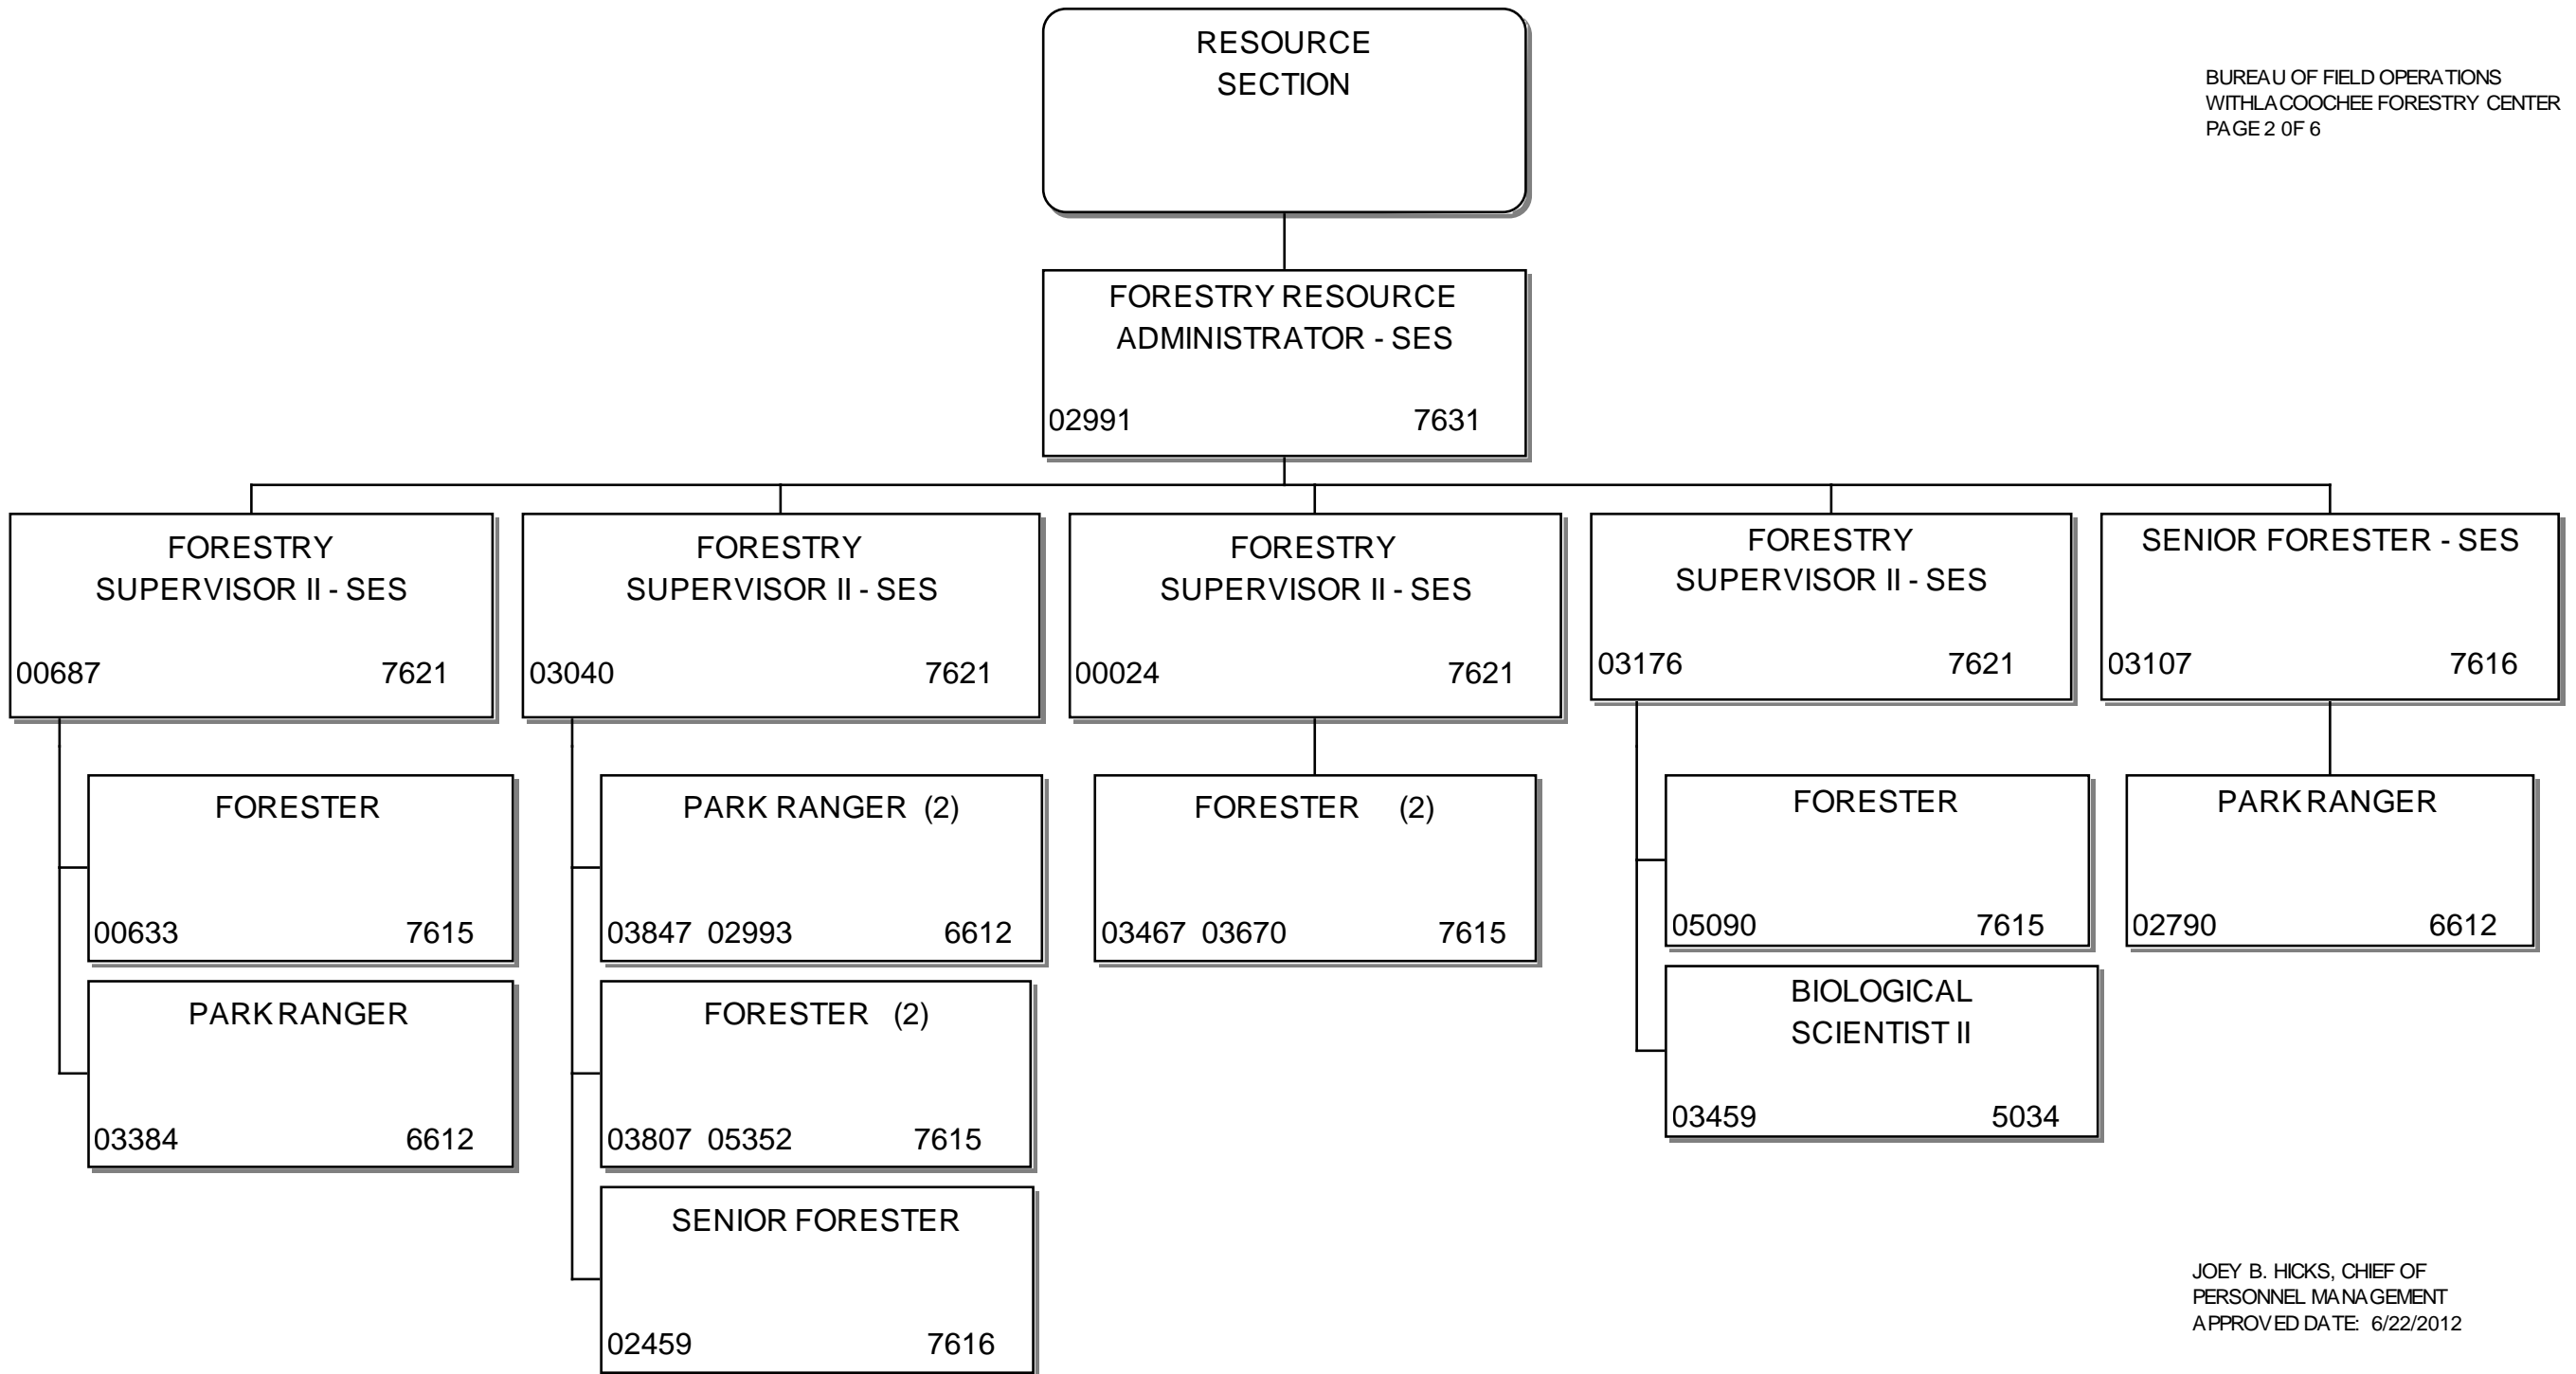 RESOURCE
SECTION
BUREAU OF FIELD OPERATIONS
WITHLACOOCHEE FORESTRY CENTER
PAGE 2 0F 6
FORESTRY RESOURCE
ADMINISTRATOR - SES
02991 7631
FORESTRY
SUPERVISOR II - SES
00687 7621
FORESTRY
SUPERVISOR II - SES
03040 7621
FORESTRY
SUPERVISOR II - SES
00024 7621
FORESTRY
SUPERVISOR II - SES
03176 7621
SENIOR FORESTER - SES
03107 7616
FORESTER
00633 7615
PARK RANGER
03384 6612
PARK RANGER (2)
03847 02993 6612
FORESTER (2)
03807 05352 7615
SENIOR FORESTER
02459 7616
FORESTER (2)
03467 03670 7615
FORESTER
05090 7615
BIOLOGICAL
SCIENTIST II
03459 5034
PARK RANGER
02790 6612
JOEY B. HICKS, CHIEF OF
PERSONNEL MANAGEMENT
APPROVED DATE: 6/22/2012